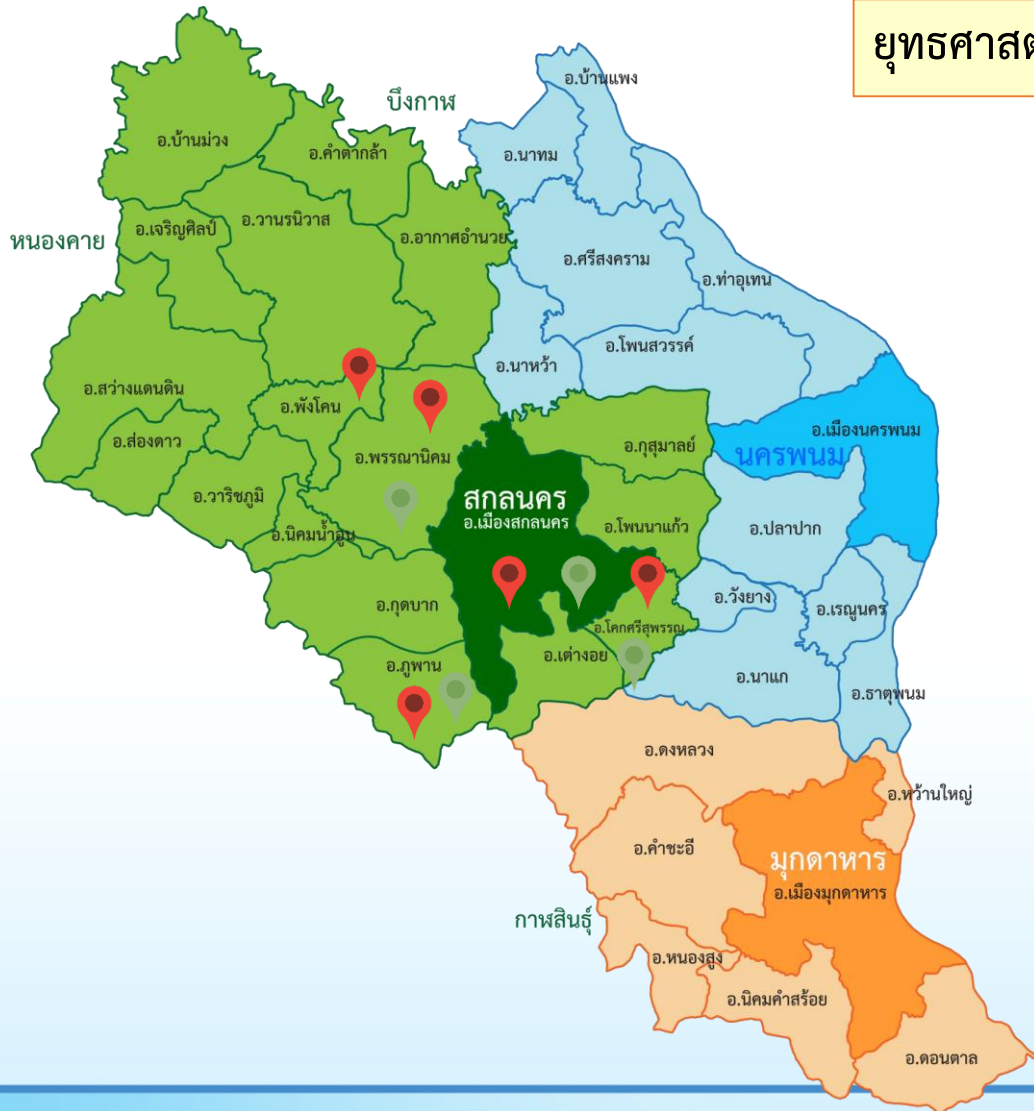 ยุทธศาสต
อ.บ้านแพง
บึงกาฬ
อ.บ้านม่วง
อ.คำตากล้า
อ.นาทม
อ.เจริญศิลป์
อ.วานรนิวาส
อ.อากาศอำนวย
หนองคาย
อ.ศรีสงคราม
อ.ท่าอุเทน
อ.โพนสวรรค์
อ.นาหว้า
อ.สว่างแดนดิน
อ.พังโคน
อ.ส่องดาว
อ.กุสุมาลย์
อ.เมืองนครพนม
นครพนม
อ.พรรณานิคม
อ.วาริชภูมิ
สกลนคร
อ.เมืองสกลนคร
อ.โพนนาแก้ว
อ.ปลาปาก
อ.นิคมน้ำอูน
อ.กุดบาก
อ.วังยาง
อ.เรณูนคร
อ.โคกศรีสุพรรณ
อ.เต่างอย
อ.ภูพาน
อ.นาแก
อ.ธาตุพนม
อ.ดงหลวง
อ.หว้านใหญ่
อ.คำชะอี
มุกดาหาร
อ.เมืองมุกดาหาร
กาฬสินธุ์
อ.หนองสูง
อ.นิคมคำสร้อย
อ.ดอนตาล